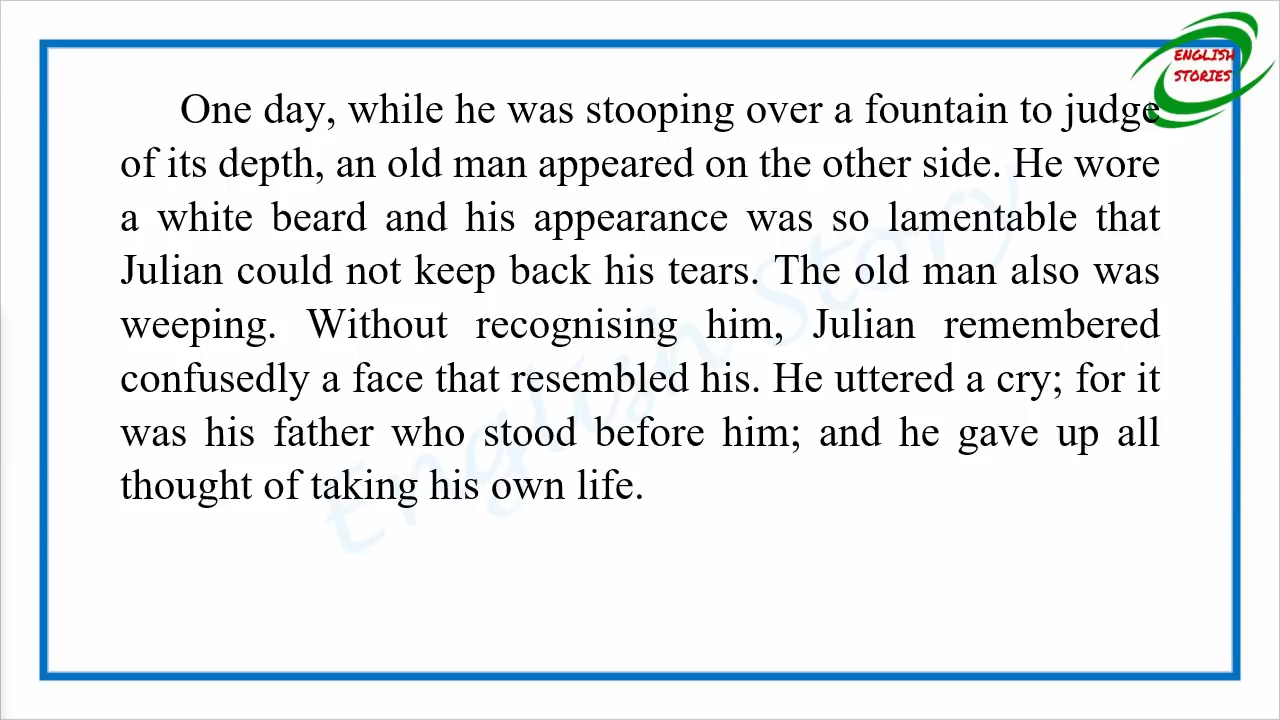 ENGLISH
STORIES
One day, while he was stooping over a fountain to judge
of its depth, an old man appeared on the other side. He wore
a white beard and his appearance was so lamentable that
Julian could not keep back his tears. The old man also was
weeping. Without recognising him, Julian remembered
confusedly a face that resembled his. He uttered a cry; for it
was his father who stood before him; and he gave up all
thought of taking his own life.
English Story